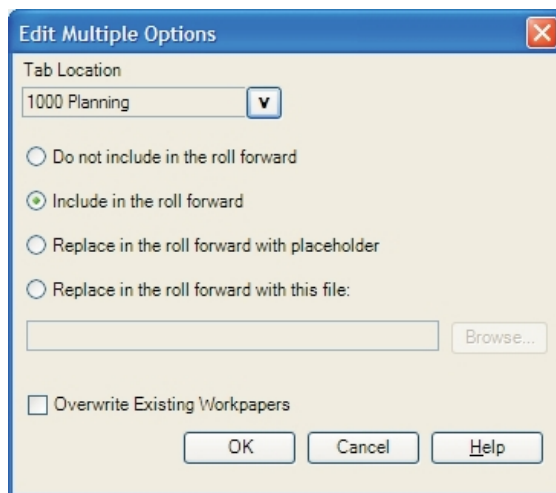 Edit Multiple Options
Tab Location
1000 Planning
V
Do not include in the roll forward
Include in the roll forward
Replace in the roll forward with placeholder
Replace in the roll forward with this file:
Browse...
Overwrite Existing Workpapers
OK Cancel Help